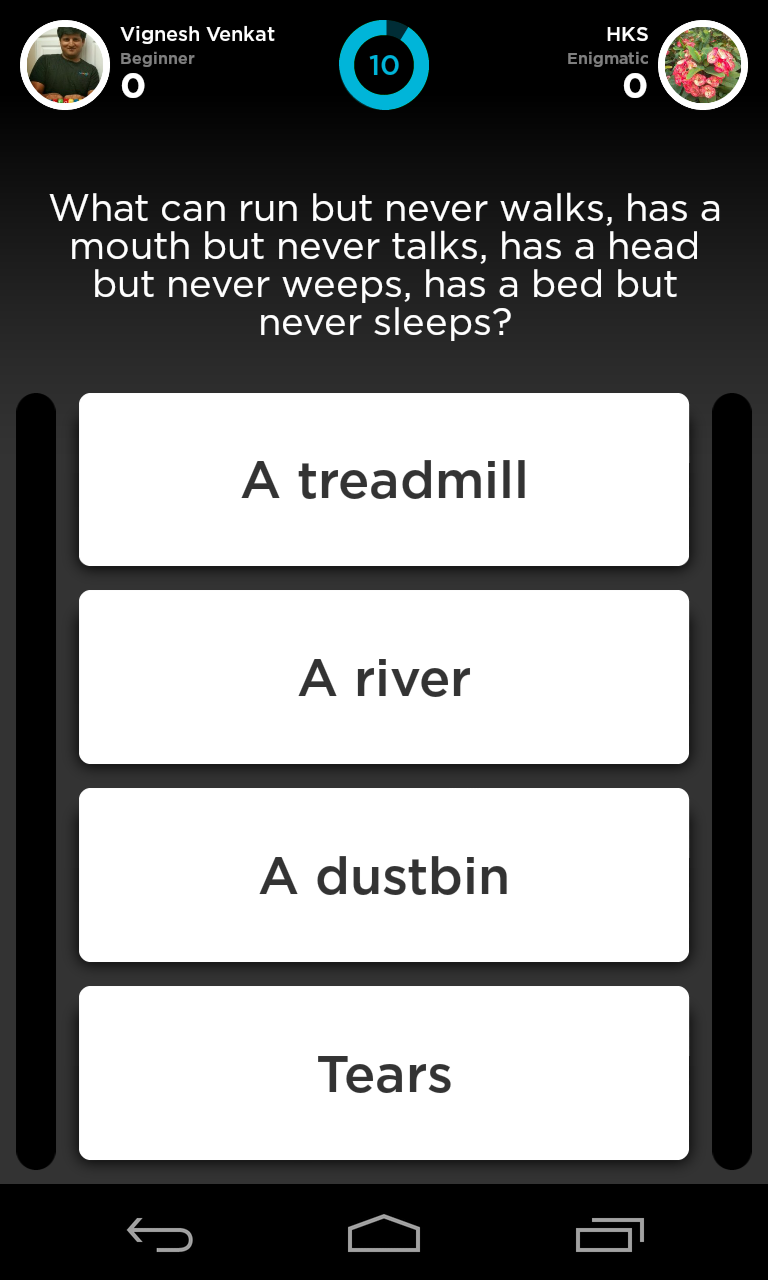 Vignesh Venkat
Beginner
0
10
HKS
Enigmatic
0
What can run but never walks, has a
mouth but never talks, has a head
but never weeps, has a bed but
never sleeps?
A treadmill
A river
A dustbin
Tears